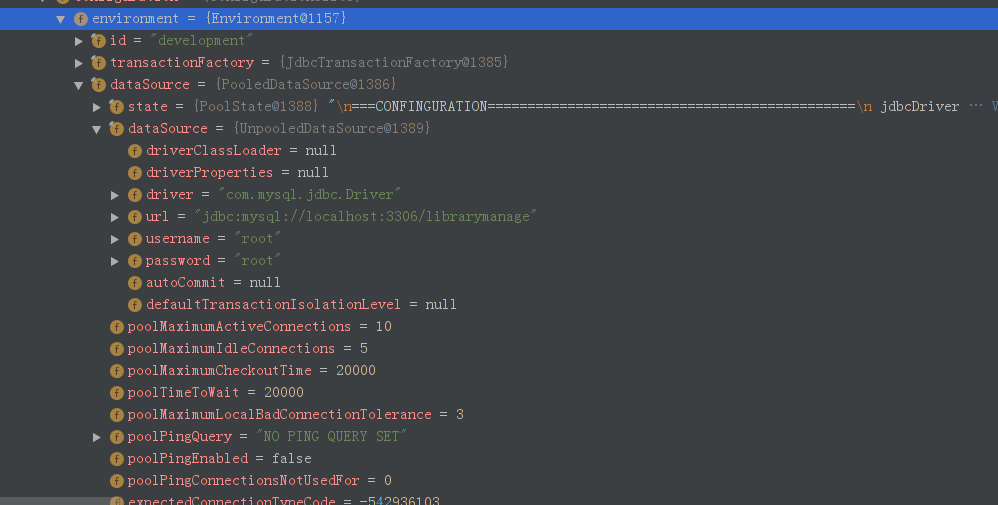 environment = {Environment@1157}
f id = "development"
f transactionFactory = {JdbcTransactionFactory@1385}
f dataSource = {PooledDataSource@1386}
f state = {PoolState@1388} "\n===CONFINGURATION==============================================\n jdbcDriver ... V
f dataSource = {UnpooledDataSource@1389}
f driverClassLoader = null
f driverProperties = null
f driver = "com.mysql.jdbc.Driver"
f url = "jdbc:mysql://localhost:3306/librarymanage"
f username = "root"
f password = "root"
f autoCommit = null
f defaultTransactionIsolationLevel = null
f poolMaximumActiveConnections = 10
f poolMaximumIdleConnections = 5
f poolMaximumCheckoutTime = 20000
f poolTimeToWait = 20000
f poolMaximumLocalBadConnectionTolerance = 3
f poolPingQuery = "NO PING QUERY SET"
f poolPingEnabled = false
f poolPingConnectionsNotUsedFor = 0
f expectedConnectionTypeCode = -542936103